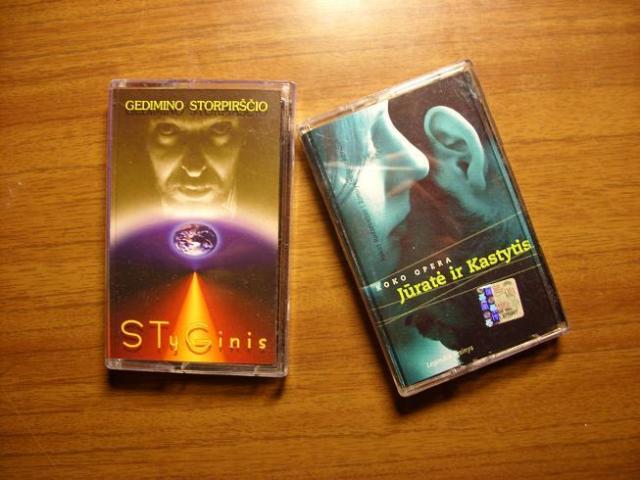 GEDIMINO STORPIRŠČIO
STyGinis
ROKO OPERA
Jūratė ir Kastytis